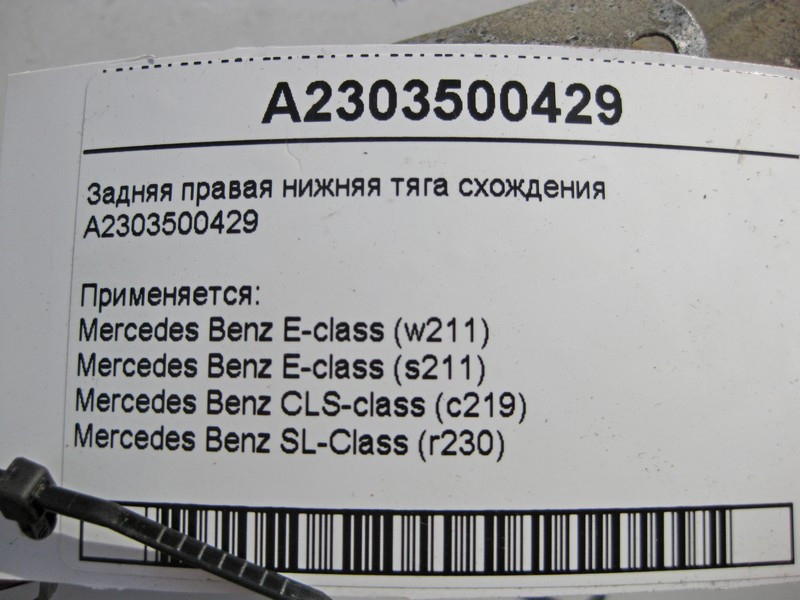 A2303500429
Задняя правая нижняя тяга схождения
A2303500429
Применяется:
Mercedes Benz E-class (w211)
Mercedes Benz E-class (s211)
Mercedes Benz CLS-class (c219)
Mercedes Benz SL-Class (r230)